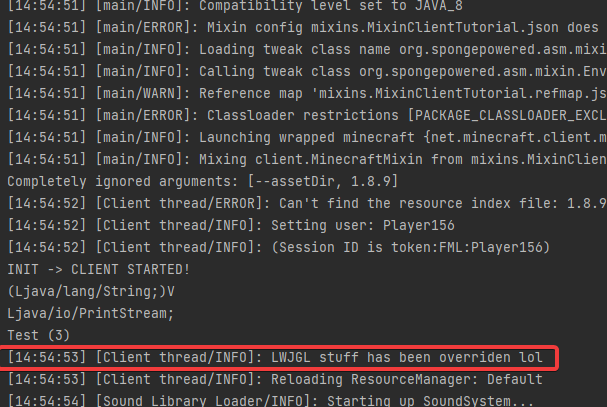 [14:54:51] [main/INFO]: Compatibility level set to JAVA_8
[14:54:51] [main/ERROR]: Mixin config mixins.MixinClientTutorial.json does
[14:54:51] [main/INFO]: Loading tweak class name org.spongepowered.asm.mixi
[14:54:51] [main/INFO]: Calling tweak class org.spongepowered.asm.mixin.Env
[14:54:51] [main/WARN]: Reference map 'mixins.MixinClientTutorial.refmap.js
[14:54:51] [main/ERROR]: Classloader restrictions [PACKAGE_CLASSLOADER_EXCL
[14:54:51] [main/INFO]: Launching wrapped minecraft {net.minecraft.client.m
[14:54:51] [main/INFO]: Mixing client.MinecraftMixin from mixins.MixinClien
Completely ignored arguments: [--assetDir, 1.8.9]
[14:54:52] [Client thread/ERROR]: Can't find the resource index file: 1.8.9
[14:54:52] [Client thread/INFO]: Setting user: Player156
[14:54:52] [Client thread/INFO]: (Session ID is token:FML:Player156)
INIT -> CLIENT STARTED!
(Ljava/lang/String;)V
Ljava/io/PrintStream;
Test (3)
[14:54:53] [Client thread/INFO]: LWJGL stuff has been overriden lol
[14:54:53] [Client thread/INFO]: Reloading ResourceManager: Default
[14:54:54] [Sound Library Loader/INFO]: Starting up SoundSystem...